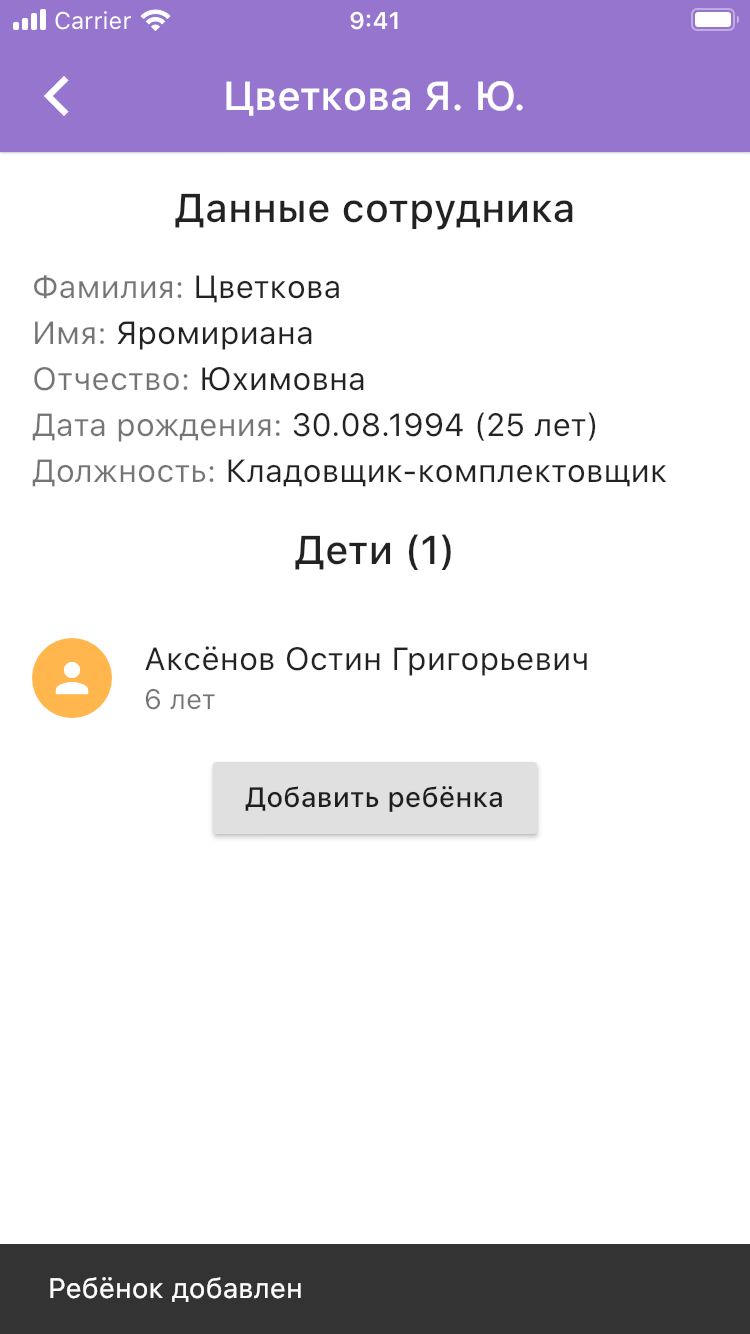 Carrier 9:41
Цветкова Я. Ю.
Данные сотрудника
Фамилия: Цветкова
Имя: Яромириана
Отчество: Юхимовна
Дата рождения: 30.08.1994 (25 лет)
Должность: Кладовщик-комплектовщик
Дети (1)
Аксёнов Остин Григорьевич
6 лет
Добавить ребёнка
Ребёнок добавлен